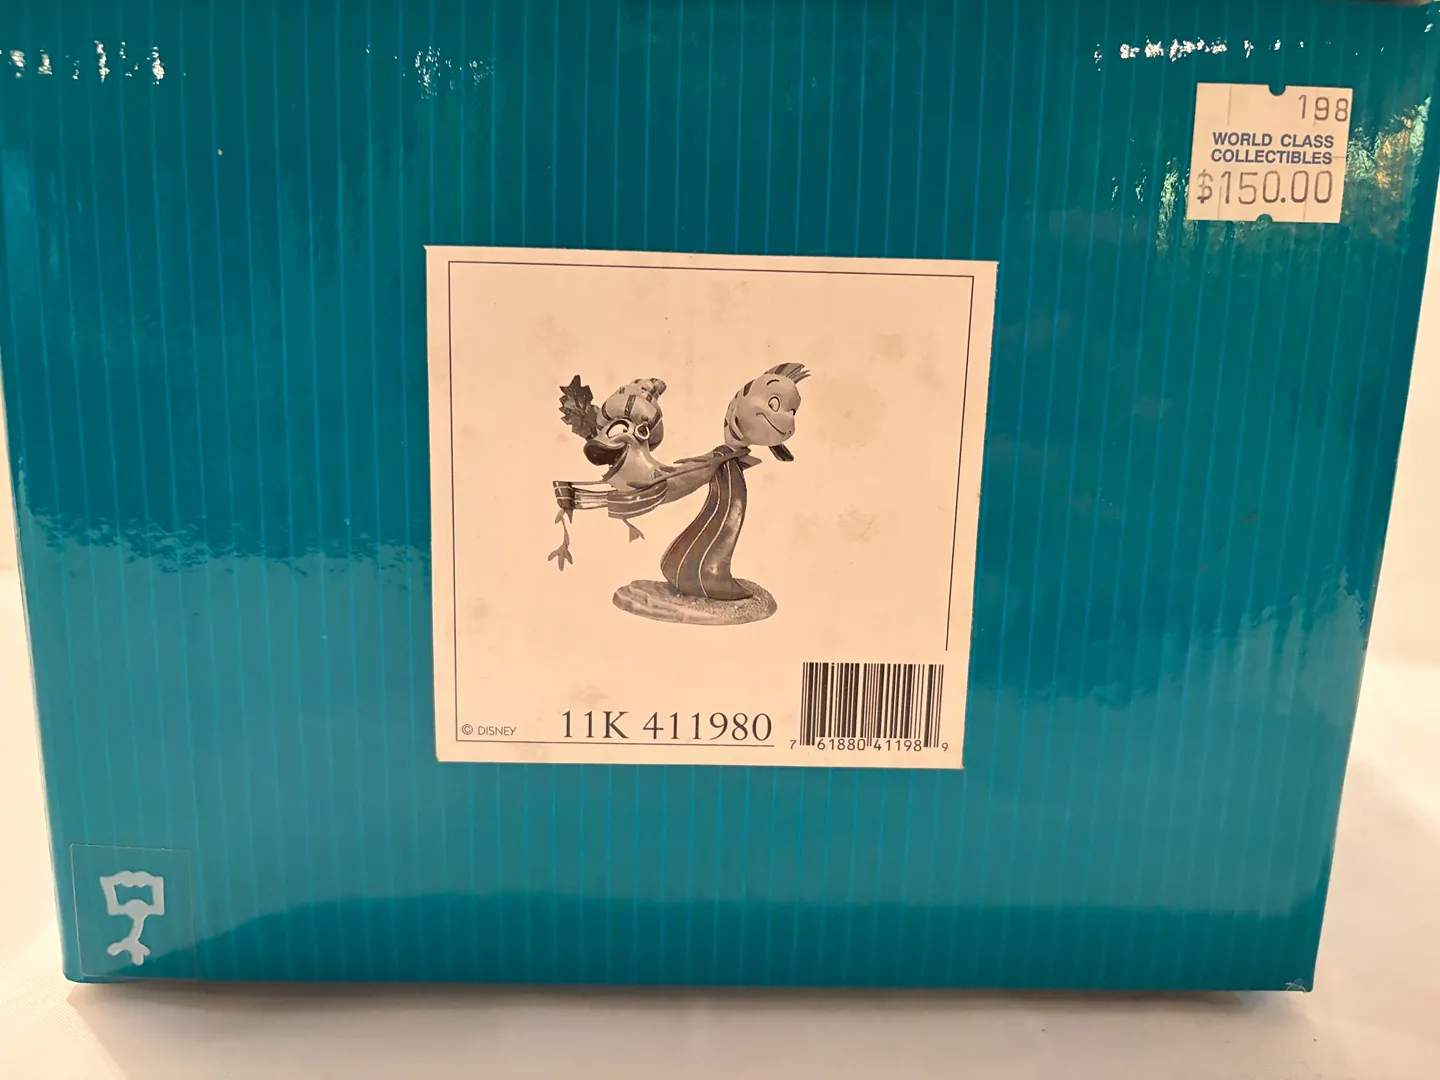 198
WORLD CLASS
COLLECTIBLES
$150.00
© DISNEY
11K 411980
7 61880 41198 9